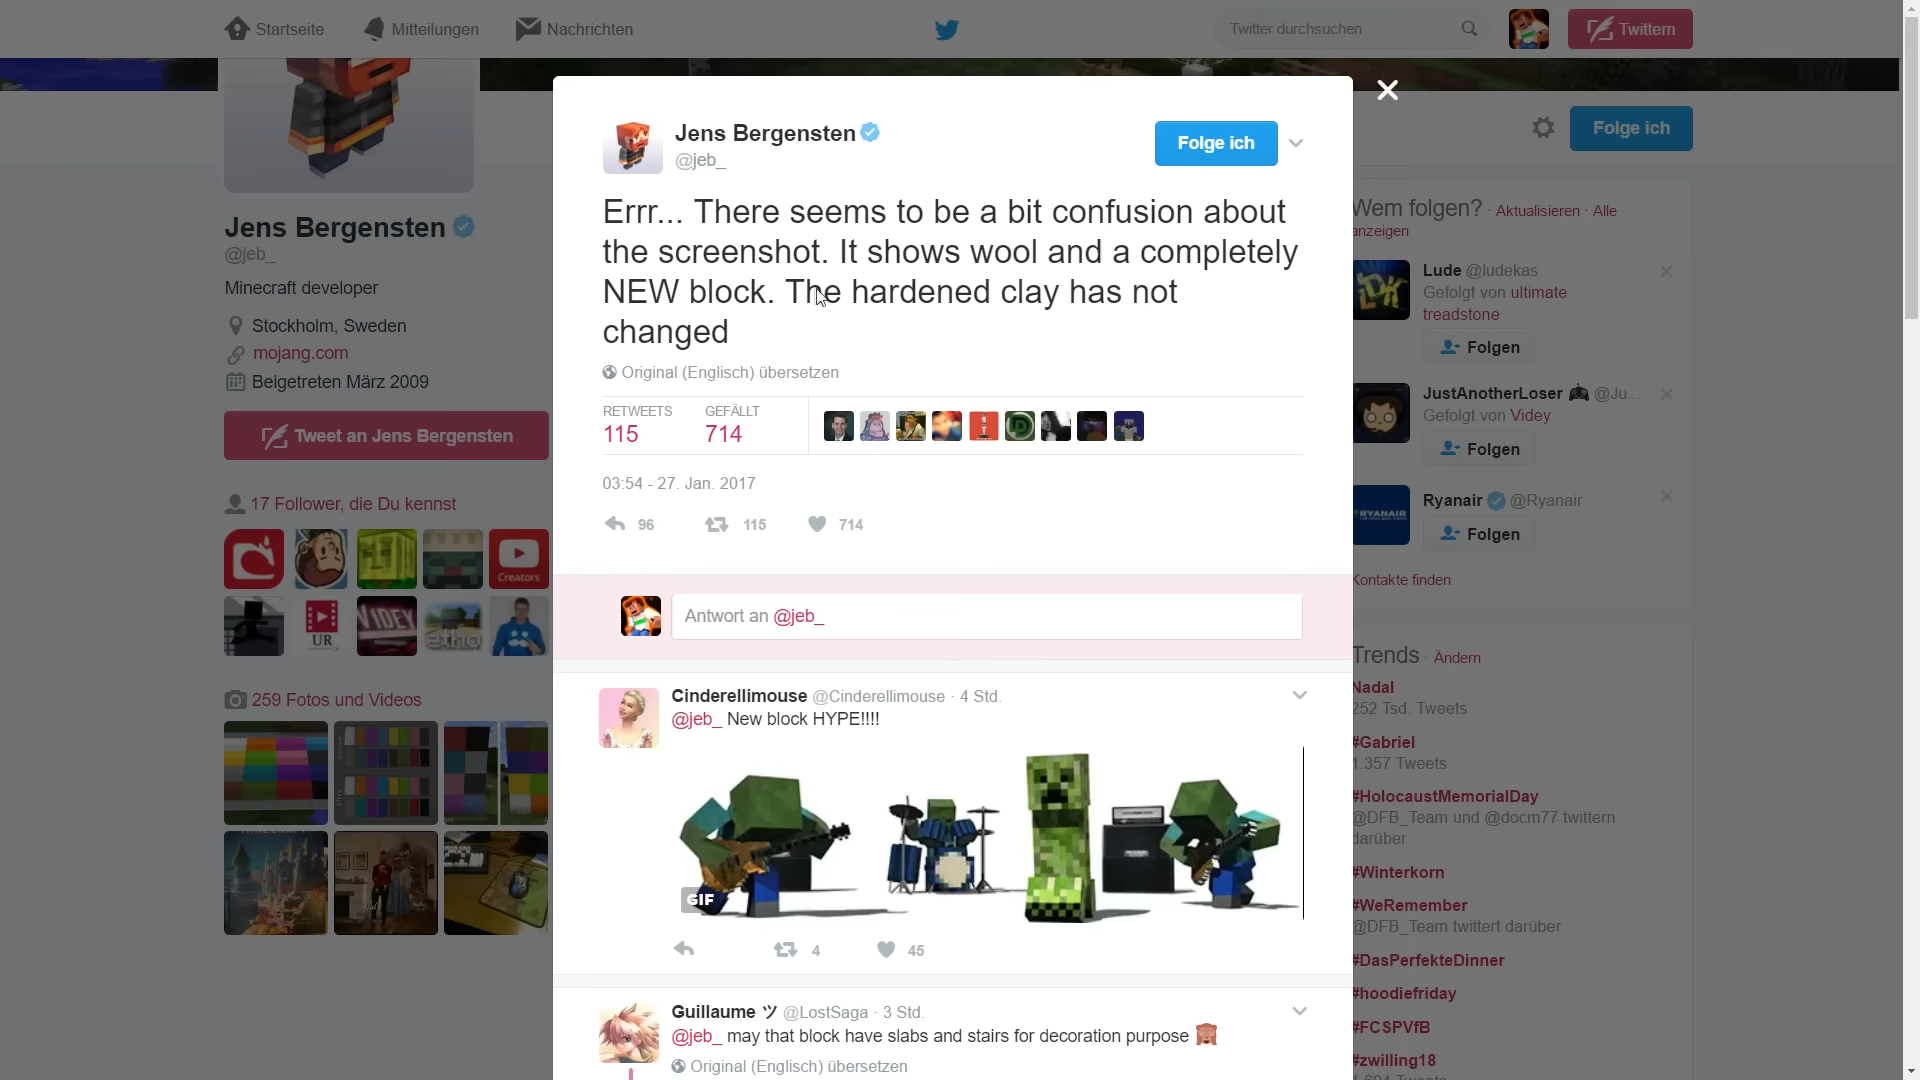 Startseite
Mitteilungen
Nachrichten
Twitter durchsuchen
Twittern
Folge ich
Jens Bergensten
@jeb_
Minecraft developer
Stockholm, Sweden
mojang.com
Beigetreten März 2009
Tweet an Jens Bergensten
17 Follower, die Du kennst
Creators
UR
VIDEX
etho
259 Fotos und Videos
Jens Bergensten
@jeb_
Folge ich
Errr... There seems to be a bit confusion about
the screenshot. It shows wool and a completely
NEW block. The hardened clay has not
changed
Original (Englisch) übersetzen
RETWEETS
115
GEFÄLLT
714
03:54 - 27. Jan. 2017
96
115
714
Antwort an @jeb_
Cinderellimouse @Cinderellimouse · 4 Std.
@jeb_ New block HYPE!!!!
GIF
4
45
Guillaume ツ @LostSaga · 3 Std.
@jeb_ may that block have slabs and stairs for decoration purpose
Original (Englisch) übersetzen
Wem folgen? · Aktualisieren · Alle
anzeigen
Lude @ludekas
Gefolgt von ultimate
treadstone
Folgen
JustAnotherLoser @Ju...
Gefolgt von Videy
Folgen
RYANAIR
Ryanair @Ryanair
Folgen
Kontakte finden
Trends · Ändern
Nadal
252 Tsd. Tweets
#Gabriel
1.357 Tweets
#HolocaustMemorialDay
@DFB_Team und @docm77 twittern
darüber
#Winterkorn
#WeRemember
@DFB_Team twittert darüber
#DasPerfekteDinner
#hoodiefriday
#FCSPVfB
#zwilling18